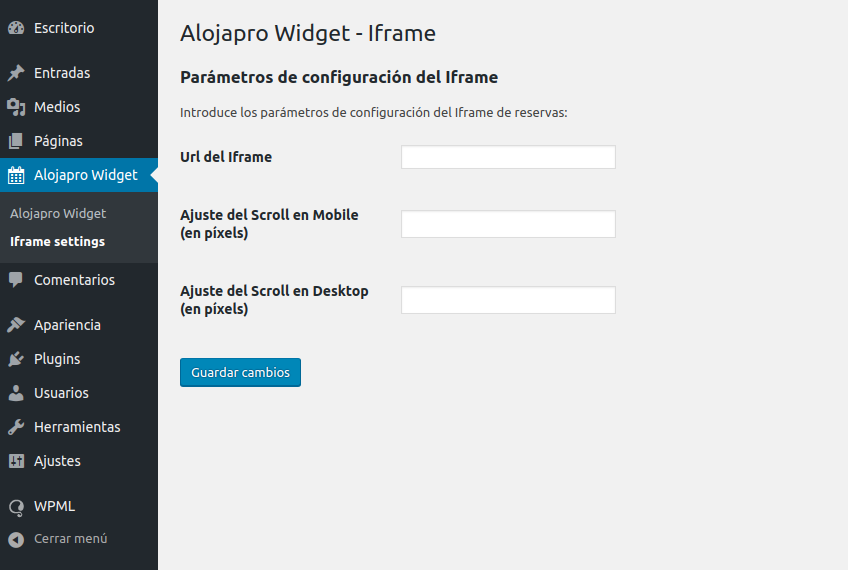 Escritorio
Entradas
Medios
Páginas
Alojapro Widget
Alojapro Widget
Iframe settings
Comentarios
Apariencia
Plugins
Usuarios
Herramientas
Ajustes
WPML
Cerrar menú
Alojapro Widget - Iframe
Parámetros de configuración del Iframe
Introduce los parámetros de configuración del Iframe de reservas:
Url del Iframe
Ajuste del Scroll en Mobile
(en píxels)
Ajuste del Scroll en Desktop
(en píxels)
Guardar cambios